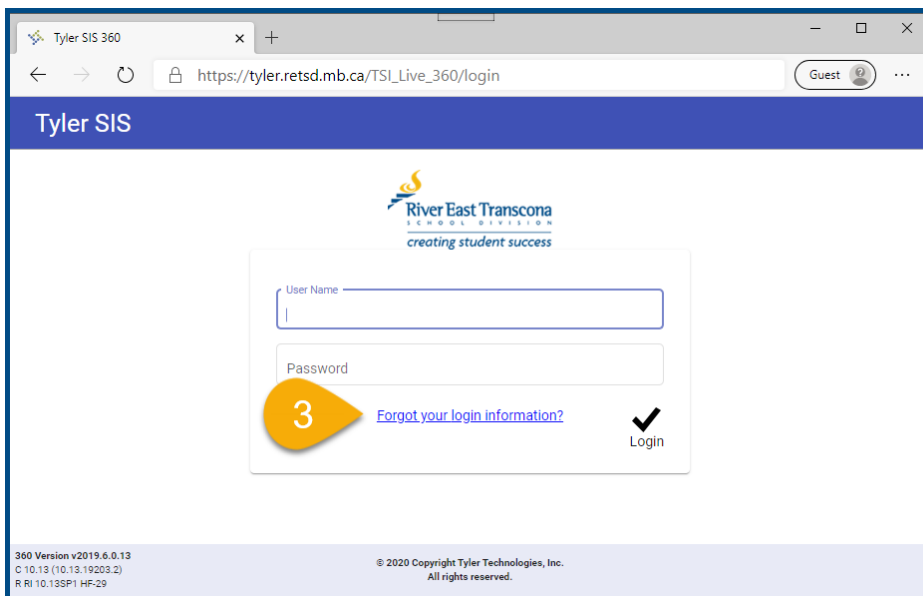 Tyler SIS 360
https://tyler.retsd.mb.ca/TSI_Live_360/login
Guest
Tyler SIS
River East Transcona
SCHOOL DIVISION
creating student success
User Name
Password
3
Forgot your login information?
Login
360 Version v2019.6.0.13
C 10.13 (10.13.19203.2)
R RI 10.13SP1 HF-29
© 2020 Copyright Tyler Technologies, Inc.
All rights reserved.